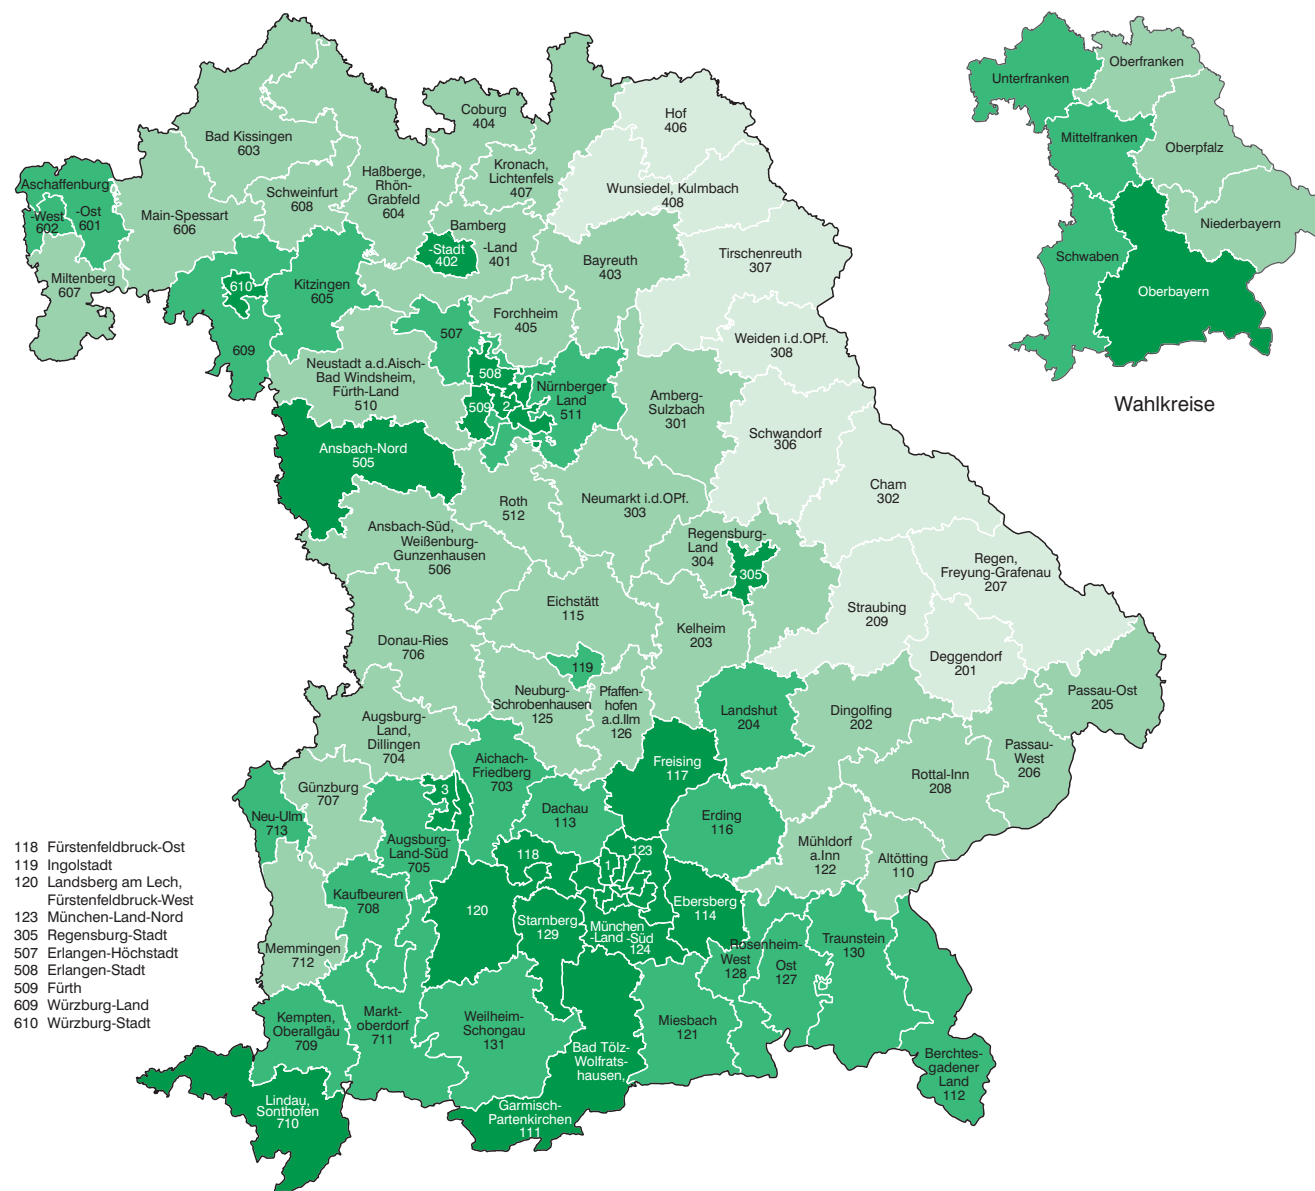 Hof
406
Coburg
404
Bad Kissingen
603
Kronach,
Lichtenfels
407
Haßberge,
Rhön-
Grabfeld
604
Wunsiedel, Kulmbach
408
Aschaffenburg
-West
602
-Ost
601
Schweinfurt
608
Main-Spessart
606
Bamberg
-Stadt
402
-Land
401
Bayreuth
403
Tirschenreuth
307
Miltenberg
607
610
Kitzingen
605
Forchheim
405
507
609
Weiden i.d.OPf.
308
Neustadt a.d.Aisch-
Bad Windsheim,
Fürth-Land
510
508
509
2
Nürnberger
Land
511
Amberg-
Sulzbach
301
Schwandorf
306
Ansbach-Nord
505
Cham
302
Roth
512
Neumarkt i.d.OPf.
303
Ansbach-Süd,
Weißenburg-
Gunzenhausen
506
Regensburg-
Land
304
305
Regen,
Freyung-Grafenau
207
Eichstätt
115
Straubing
209
Kelheim
203
Donau-Ries
706
Deggendorf
201
119
Neuburg-
Schrobenhausen
125
Pfaffen-
hofen
a.d.Ilm
126
Passau-Ost
205
Landshut
204
Dingolfing
202
Augsburg-
Land,
Dillingen
704
Passau-
West
206
Aichach-
Friedberg
703
Freising
117
Rottal-Inn
208
Günzburg
707
3
Neu-Ulm
713
Dachau
113
Erding
116
Augsburg-
Land-Süd
705
Mühldorf
a.Inn
122
Altötting
110
118
1
123
Kaufbeuren
708
120
Ebersberg
114
Starnberg
129
München
-Land -Süd
124
Memmingen
712
Rosenheim-
West
128
Ost
127
Traunstein
130
Kempten,
Oberallgäu
709
Markt-
oberdorf
711
Weilheim-
Schongau
131
Miesbach
121
Bad Tölz-
Wolfrats-
hausen,
Garmisch-
Partenkirchen
111
Berchtes-
gadener
Land
112
Lindau,
Sonthofen
710
Oberfranken
Unterfranken
Mittelfranken
Oberpfalz
Niederbayern
Schwaben
Oberbayern
Wahlkreise
118 Fürstenfeldbruck-Ost
119 Ingolstadt
120 Landsberg am Lech,
Fürstenfeldbruck-West
123 München-Land-Nord
305 Regensburg-Stadt
507 Erlangen-Höchstadt
508 Erlangen-Stadt
509 Fürth
609 Würzburg-Land
610 Würzburg-Stadt